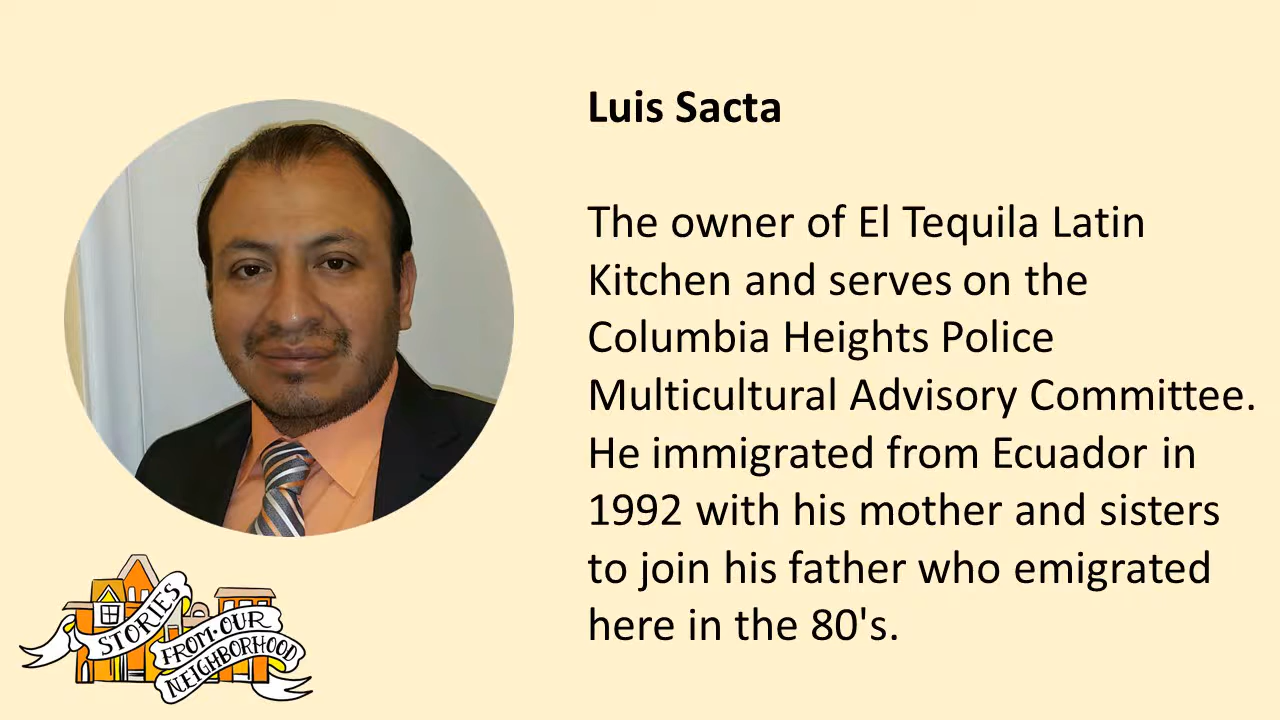 Luis Sacta
The owner of El Tequila Latin
Kitchen and serves on the
Columbia Heights Police
Multicultural Advisory Committee.
He immigrated from Ecuador in
1992 with his mother and sisters
to join his father who emigrated
here in the 80's.
STORIES
FROM·OUR
NEIGHBORHOOD